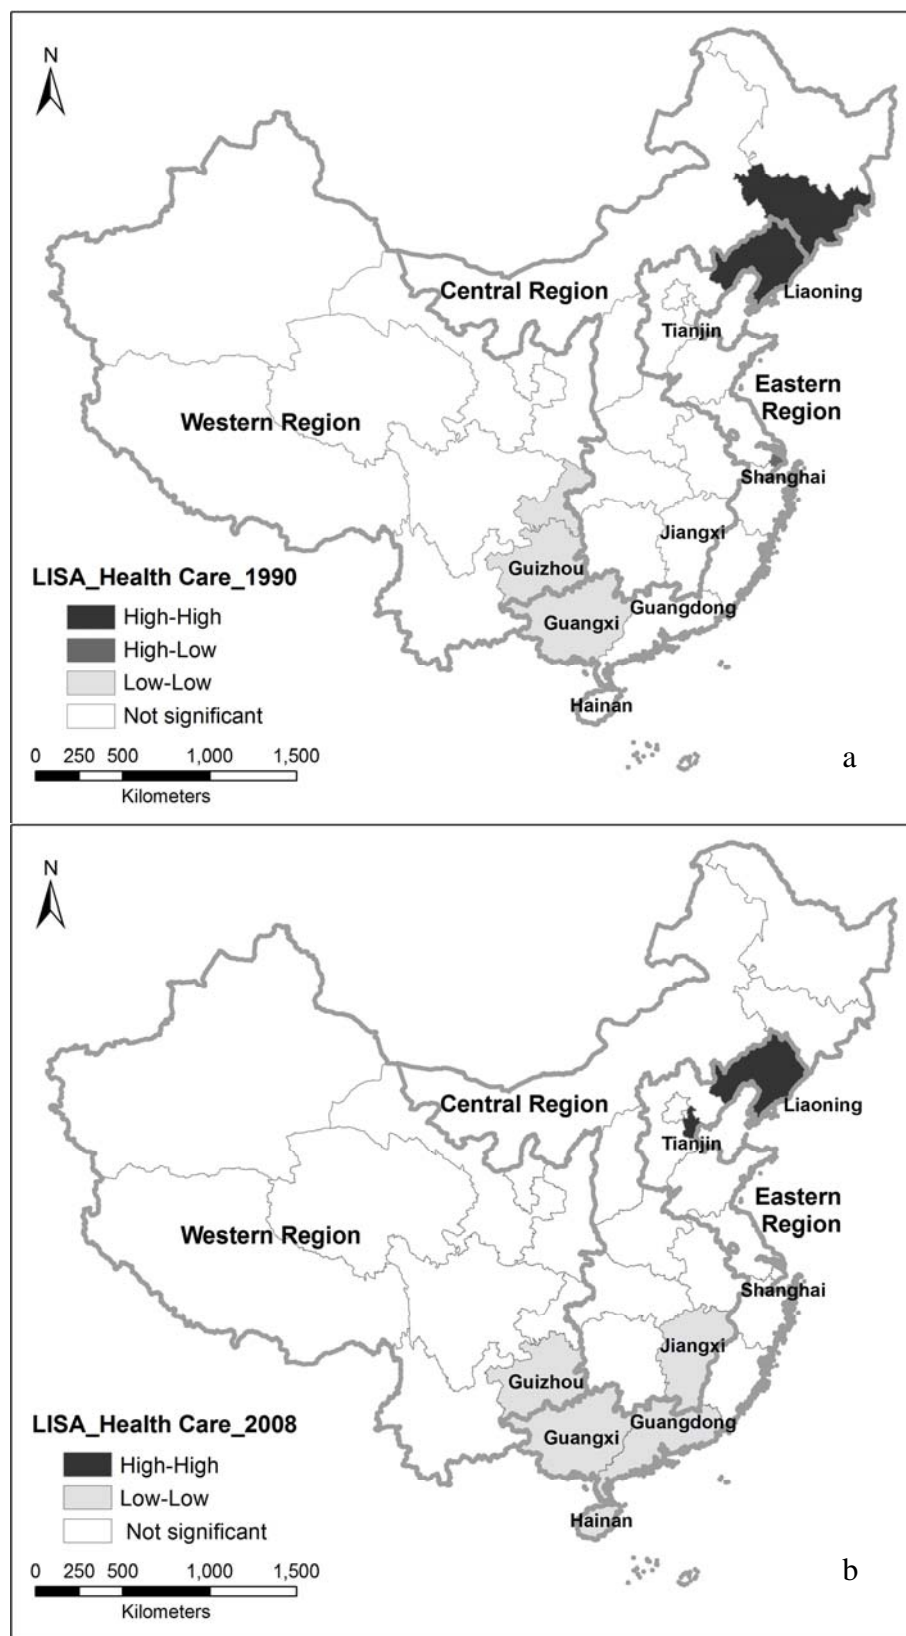 N
Central Region
Liaoning
Tianjin
Eastern
Region
Western Region
Shanghai
Jiangxi
Guizhou
LISA_Health Care_1990
Guangdong
High-High
Guangxi
High-Low
Low-Low
Hainan
Not significant
0 250 500 1,000 1,500
Kilometers
a
N
Central Region
Liaoning
Tianjin
Eastern
Region
Western Region
Shanghai
Jiangxi
Guizhou
LISA_Health Care_2008
Guangdong
Guangxi
High-High
Low-Low
Hainan
Not significant
0 250 500 1,000 1,500
Kilometers
b